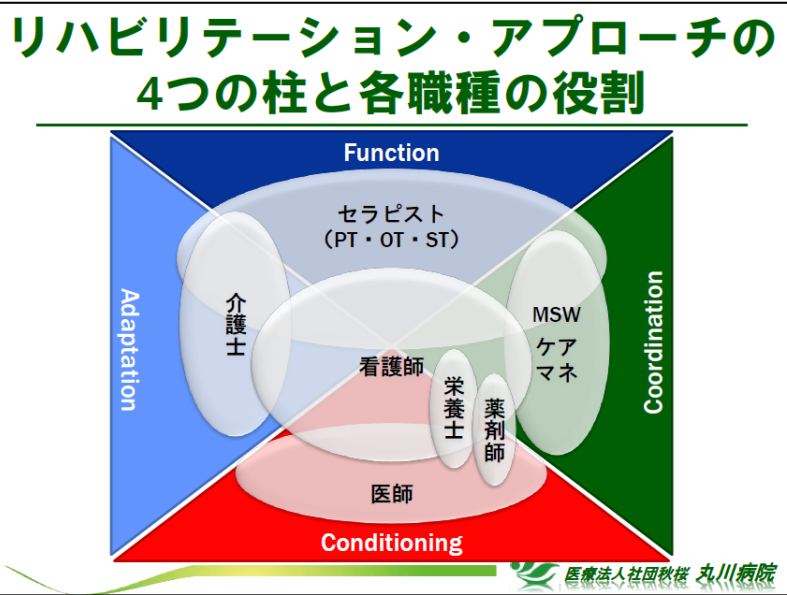 リハビリテーション・アプローチの
4つの柱と各職種の役割
Function
セラピスト
（PT・OT・ST）
Adaptation
介護士
看護師
栄養士
薬剤師
MSW
ケア
マネ
Coordination
医師
Conditioning
医療法人社団秋桜 丸川病院